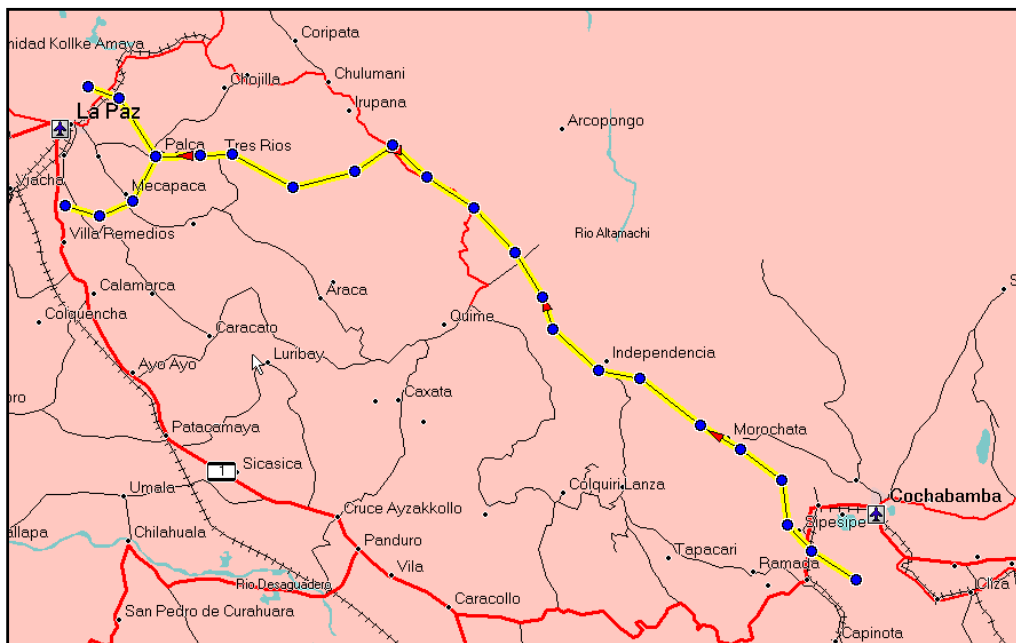 nidad Kollke Amaya
Coripata
Chojilla
Chulumani
Irupana
La Paz
Arcopongo
Palca
Tres Rios
Viacha
Mecapaca
Villa Remedios
Rio Altamachi
S
Calamarca
Araca
Colquencha
Caracato
Quime
Luribay
Independencia
Ayo Ayo
oro
Caxata
Patacamaya
Morochata
1
Sicasica
Umala
Colquiri
Lanza
Cochabamba
Cruce Ayzakkollo
Sipesipe
allapa
Chilahuala
Panduro
Tapacari
Ramada
Vila
Rio Desaguadero
Cliza
San Pedro de Curahuara
Caracollo
Capinota